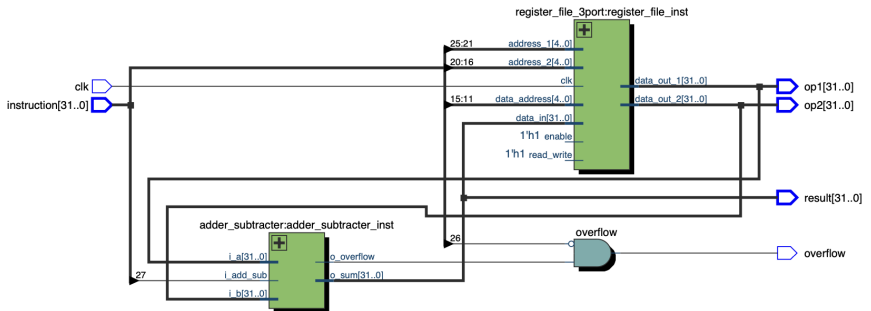 register_file_3port:register_file_inst
25:21
address_1[4..0]
20:16
address_2[4..0]
clk
clk
data_out_1[31..0]
op1[31..0]
instruction[31..0]
15:11
data_address[4..0]
data_out_2[31..0]
op2[31..0]
data_in[31..0]
1'h1 enable
1'h1 read_write
result[31..0]
adder_subtracter:adder_subtracter_inst
overflow
26
i_a[31..0]
o_overflow
overflow
27
i_add_sub
o_sum[31..0]
i_b[31..0]